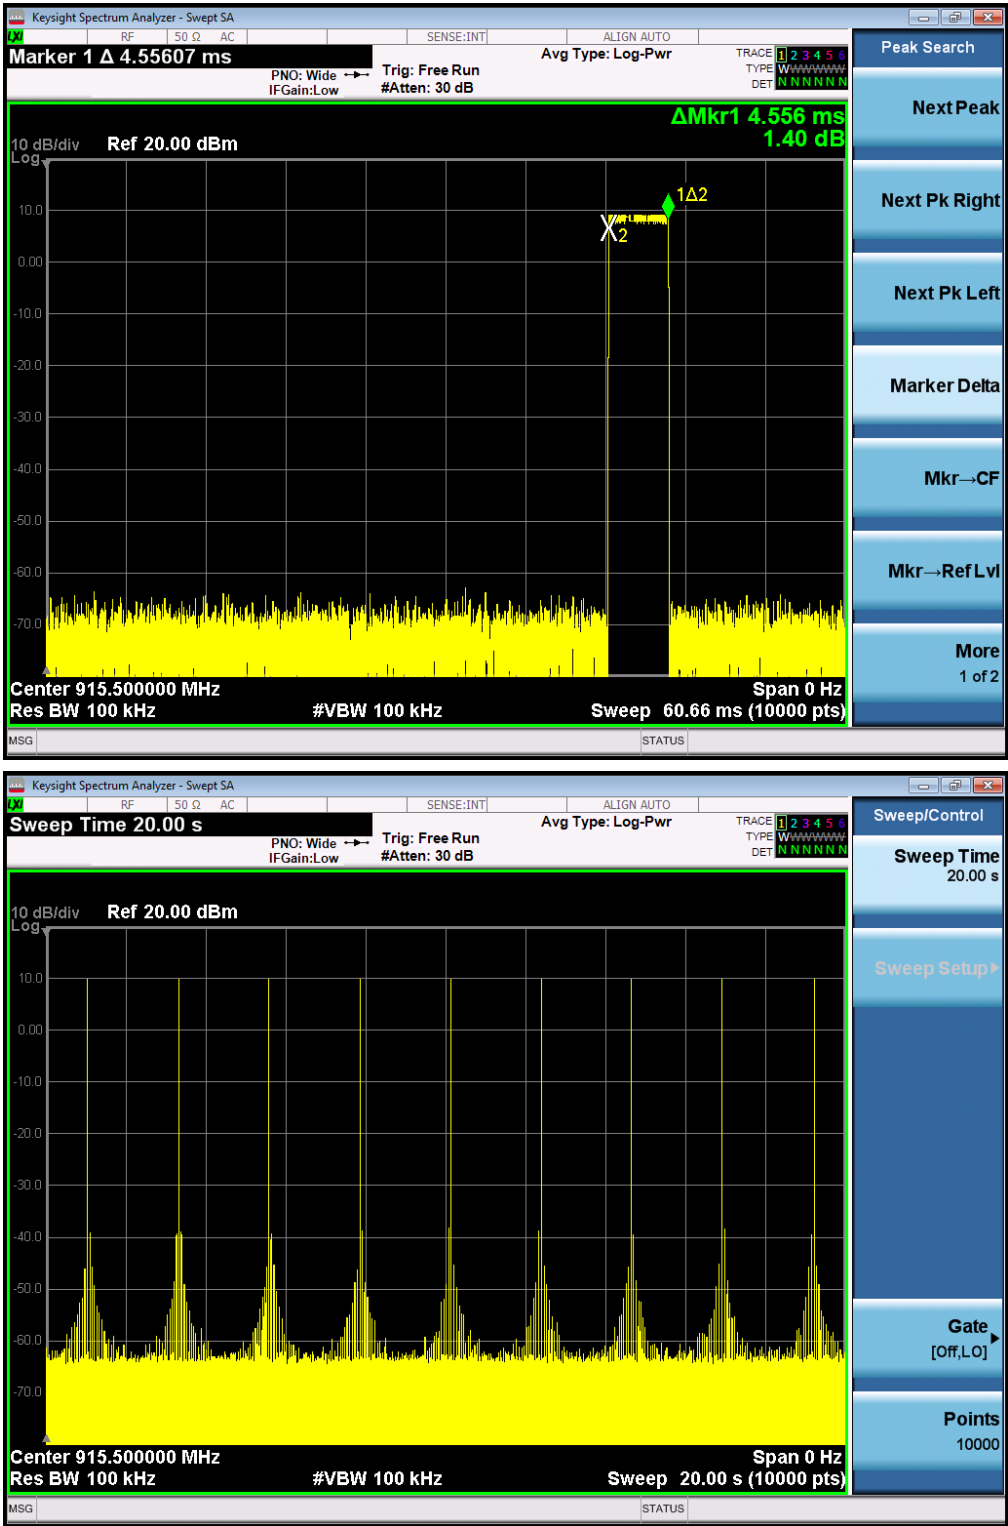 Keysight Spectrum Analyzer - Swept SA
LXI RF 50 Ω AC SENSE:INT ALIGN AUTO
Marker 1 Δ 4.55607 ms
PNO: Wide
IFGain:Low
Trig: Free Run
#Atten: 30 dB
Avg Type: Log-Pwr
TRACE 1 2 3 4 5 6
TYPE WWWWWW
DET N N N N N N
ΔMkr1 4.556 ms
1.40 dB
10 dB/div Ref 20.00 dBm
Log
10.0
0.00
-10.0
-20.0
-30.0
-40.0
-50.0
-60.0
-70.0
1Δ2
2
Center 915.500000 MHz Span 0 Hz
Res BW 100 kHz #VBW 100 kHz Sweep 60.66 ms (10000 pts)
MSG STATUS
Peak Search
Next Peak
Next Pk Right
Next Pk Left
Marker Delta
Mkr→CF
Mkr→Ref Lvl
More
1 of 2
Keysight Spectrum Analyzer - Swept SA
LXI RF 50 Ω AC SENSE:INT ALIGN AUTO
Sweep Time 20.00 s
PNO: Wide
IFGain:Low
Trig: Free Run
#Atten: 30 dB
Avg Type: Log-Pwr
TRACE 1 2 3 4 5 6
TYPE WWWWWW
DET N N N N N N
10 dB/div Ref 20.00 dBm
Log
10.0
0.00
-10.0
-20.0
-30.0
-40.0
-50.0
-60.0
-70.0
Center 915.500000 MHz Span 0 Hz
Res BW 100 kHz #VBW 100 kHz Sweep 20.00 s (10000 pts)
MSG STATUS
Sweep/Control
Sweep Time
20.00 s
Sweep Setup
Gate
[Off,LO]
Points
10000